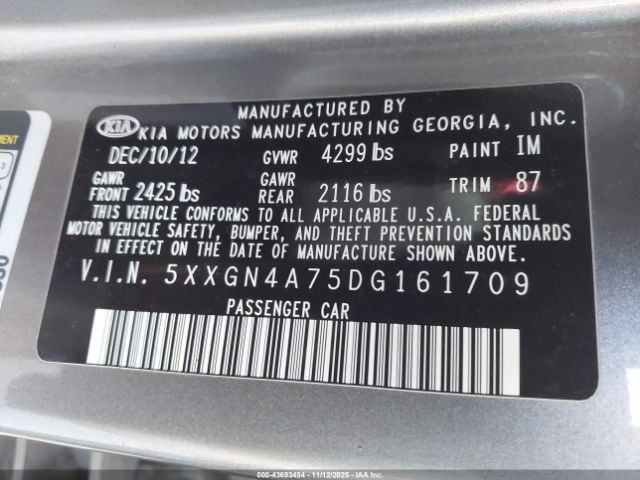 MANUFACTURED BY
KIA KIA MOTORS MANUFACTURING GEORGIA, INC.
DEC/10/12 GVWR 4299 lbs PAINT IM
GAWR FRONT 2425 lbs GAWR REAR 2116 lbs TRIM 87
THIS VEHICLE CONFORMS TO ALL APPLICABLE U.S.A. FEDERAL
MOTOR VEHICLE SAFETY, BUMPER, AND THEFT PREVENTION STANDARDS
IN EFFECT ON THE DATE OF MANUFACTURE SHOWN ABOVE.
V.I.N. 5XXGN4A75DG161709
PASSENGER CAR
IAA - 43693454 - 11/12/2025 - IAA